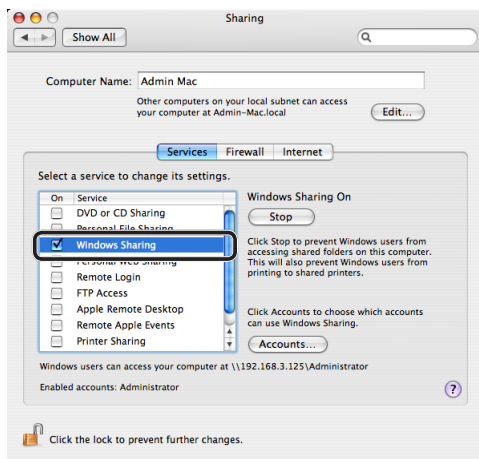 Sharing
Show All
Computer Name: Admin Mac
Other computers on your local subnet can access
your computer at Admin-Mac.local
Edit...
Services Firewall Internet
Select a service to change its settings.
On Service
DVD or CD Sharing
Personal File Sharing
Windows Sharing
Personal Web Sharing
Remote Login
FTP Access
Apple Remote Desktop
Remote Apple Events
Printer Sharing
Windows Sharing On
Stop
Click Stop to prevent Windows users from
accessing shared folders on this computer.
This will also prevent Windows users from
printing to shared printers.
Click Accounts to choose which accounts
can use Windows Sharing.
Accounts...
Windows users can access your computer at \\192.168.3.125\Administrator
Enabled accounts: Administrator
?
Click the lock to prevent further changes.